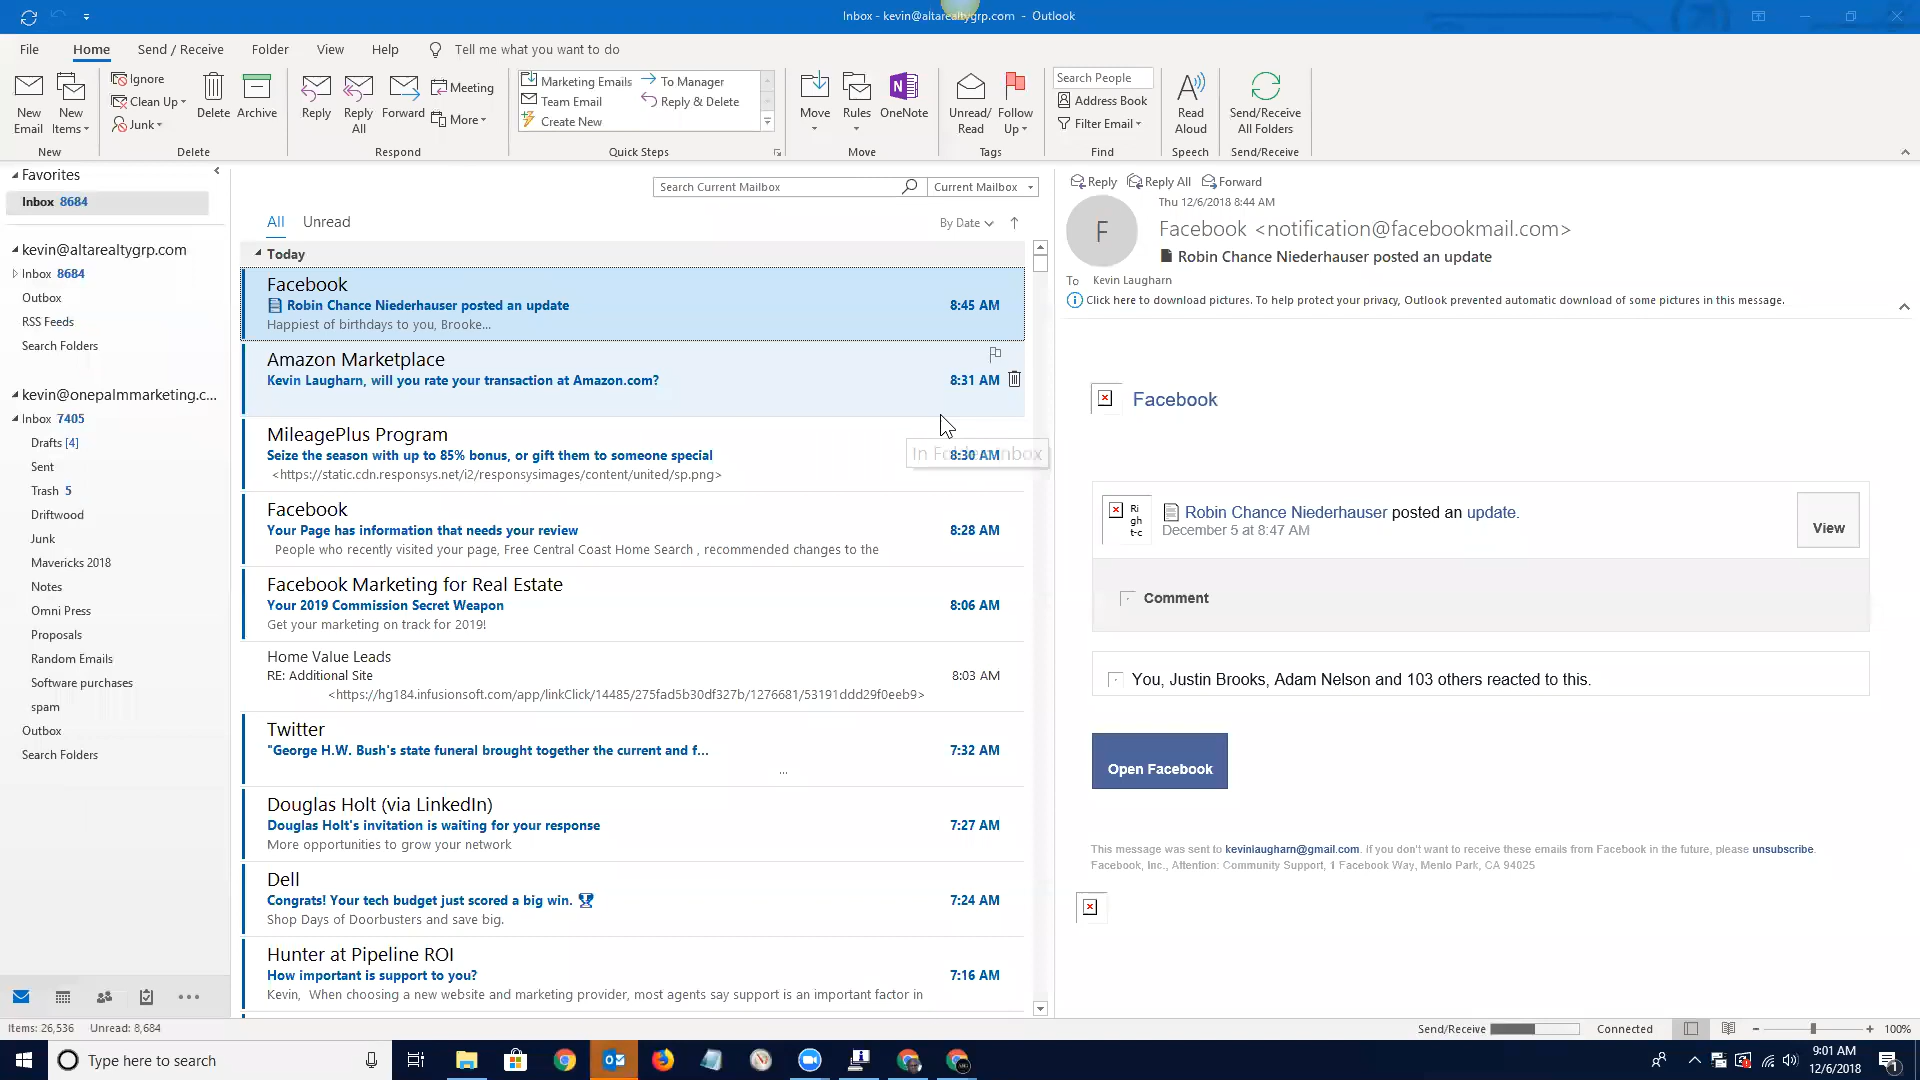 Inbox - kevin@altarealtygrp.com - Outlook
File Home Send / Receive Folder View Help Tell me what you want to do
New Email
New Items
New
Ignore
Clean Up
Junk
Delete
Archive
Delete
Reply
Reply All
Forward
Meeting
More
Respond
Marketing Emails
To Manager
Team Email
Reply & Delete
Create New
Quick Steps
Move
Rules
OneNote
Move
Unread/ Read
Follow Up
Tags
Search People
Address Book
Filter Email
Find
Read Aloud
Speech
Send/Receive All Folders
Send/Receive
Favorites
Inbox 8684
kevin@altarealtygrp.com
Inbox 8684
Outbox
RSS Feeds
Search Folders
kevin@onepalmmarketing.c...
Inbox 7405
Drafts [4]
Sent
Trash 5
Driftwood
Junk
Mavericks 2018
Notes
Omni Press
Proposals
Random Emails
Software purchases
spam
Outbox
Search Folders
Search Current Mailbox
Current Mailbox
All Unread
By Date
Today
Facebook
Robin Chance Niederhauser posted an update 8:45 AM
Happiest of birthdays to you, Brooke...
Amazon Marketplace
Kevin Laugharn, will you rate your transaction at Amazon.com? 8:31 AM
MileagePlus Program
Seize the season with up to 85% bonus, or gift them to someone special 8:30 AM
<https://static.cdn.responsys.net/i2/responsysimages/content/united/sp.png>
Facebook
Your Page has information that needs your review 8:28 AM
People who recently visited your page, Free Central Coast Home Search , recommended changes to the
Facebook Marketing for Real Estate
Your 2019 Commission Secret Weapon 8:06 AM
Get your marketing on track for 2019!
Home Value Leads
RE: Additional Site 8:03 AM
<https://hg184.infusionsoft.com/app/linkClick/14485/275fad5b30df327b/1276681/53191ddd29f0eeb9>
Twitter
"George H.W. Bush's state funeral brought together the current and f... 7:32 AM
...
Douglas Holt (via LinkedIn)
Douglas Holt's invitation is waiting for your response 7:27 AM
More opportunities to grow your network
Dell
Congrats! Your tech budget just scored a big win. 7:24 AM
Shop Days of Doorbusters and save big.
Hunter at Pipeline ROI
How important is support to you? 7:16 AM
Kevin, When choosing a new website and marketing provider, most agents say support is an important factor in
Reply Reply All Forward
Thu 12/6/2018 8:44 AM
F
Facebook <notification@facebookmail.com>
Robin Chance Niederhauser posted an update
To Kevin Laugharn
Click here to download pictures. To help protect your privacy, Outlook prevented automatic download of some pictures in this message.
Facebook
Ri
gh
t-c
Robin Chance Niederhauser posted an update.
December 5 at 8:47 AM
View
Comment
You, Justin Brooks, Adam Nelson and 103 others reacted to this.
Open Facebook
This message was sent to kevinlaugharn@gmail.com. if you don't want to receive these emails from Facebook in the future, please unsubscribe.
Facebook, Inc., Attention: Community Support, 1 Facebook Way, Menlo Park, CA 94025
Items: 26,536 Unread: 8,684
Send/Receive Connected 100%
Type here to search
9:01 AM
12/6/2018
1